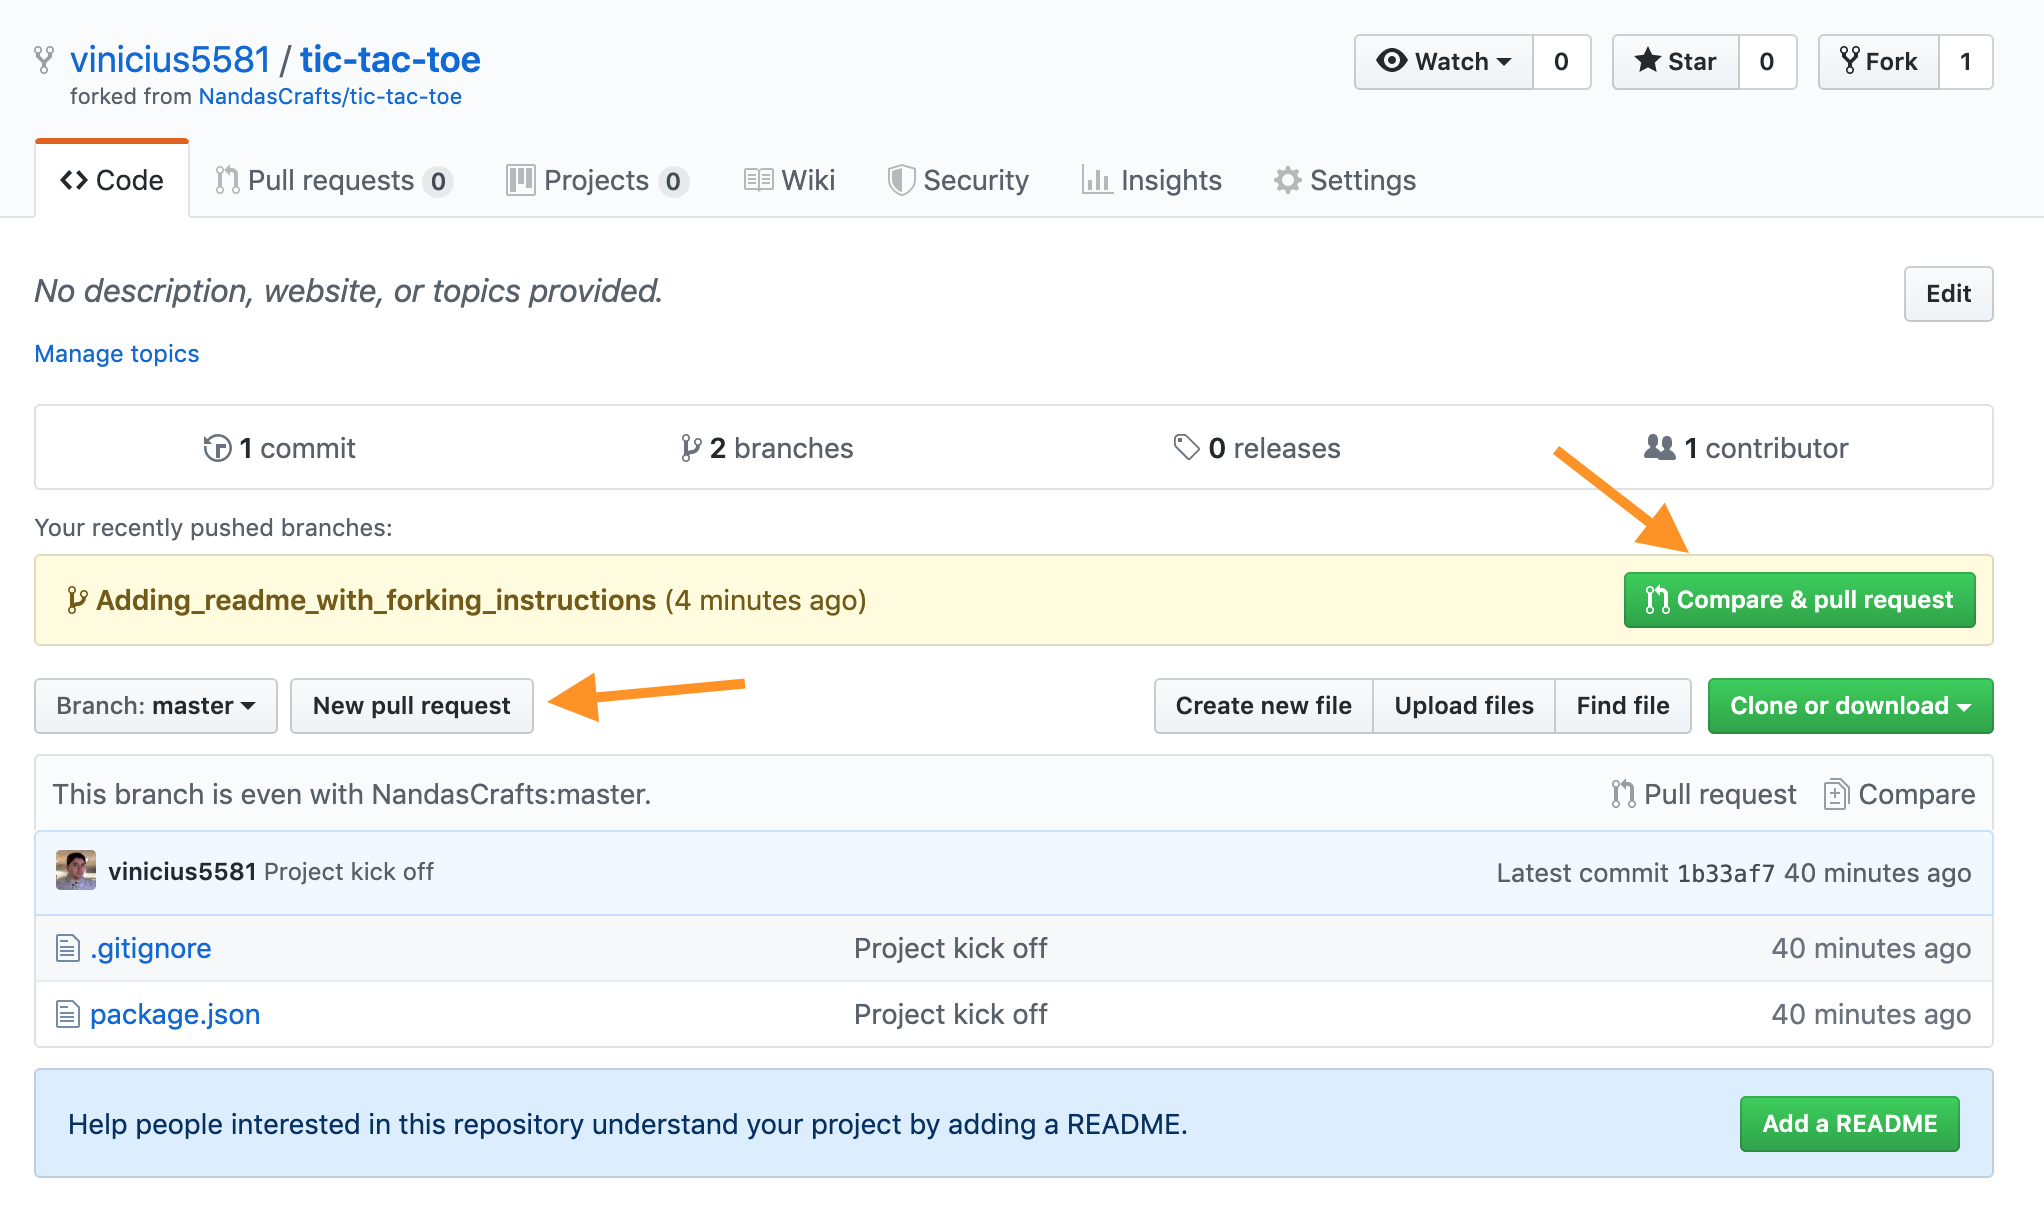 vinicius5581 / tic-tac-toe
forked from NandasCrafts/tic-tac-toe
Watch 0 Star 0 Fork 1
Code Pull requests 0 Projects 0 Wiki Security Insights Settings
No description, website, or topics provided.
Edit
Manage topics
1 commit 2 branches 0 releases 1 contributor
Your recently pushed branches:
Adding_readme_with_forking_instructions (4 minutes ago) Compare & pull request
Branch: master New pull request Create new file Upload files Find file Clone or download
This branch is even with NandasCrafts:master. Pull request Compare
vinicius5581 Project kick off Latest commit 1b33af7 40 minutes ago
.gitignore Project kick off 40 minutes ago
package.json Project kick off 40 minutes ago
Help people interested in this repository understand your project by adding a README. Add a README